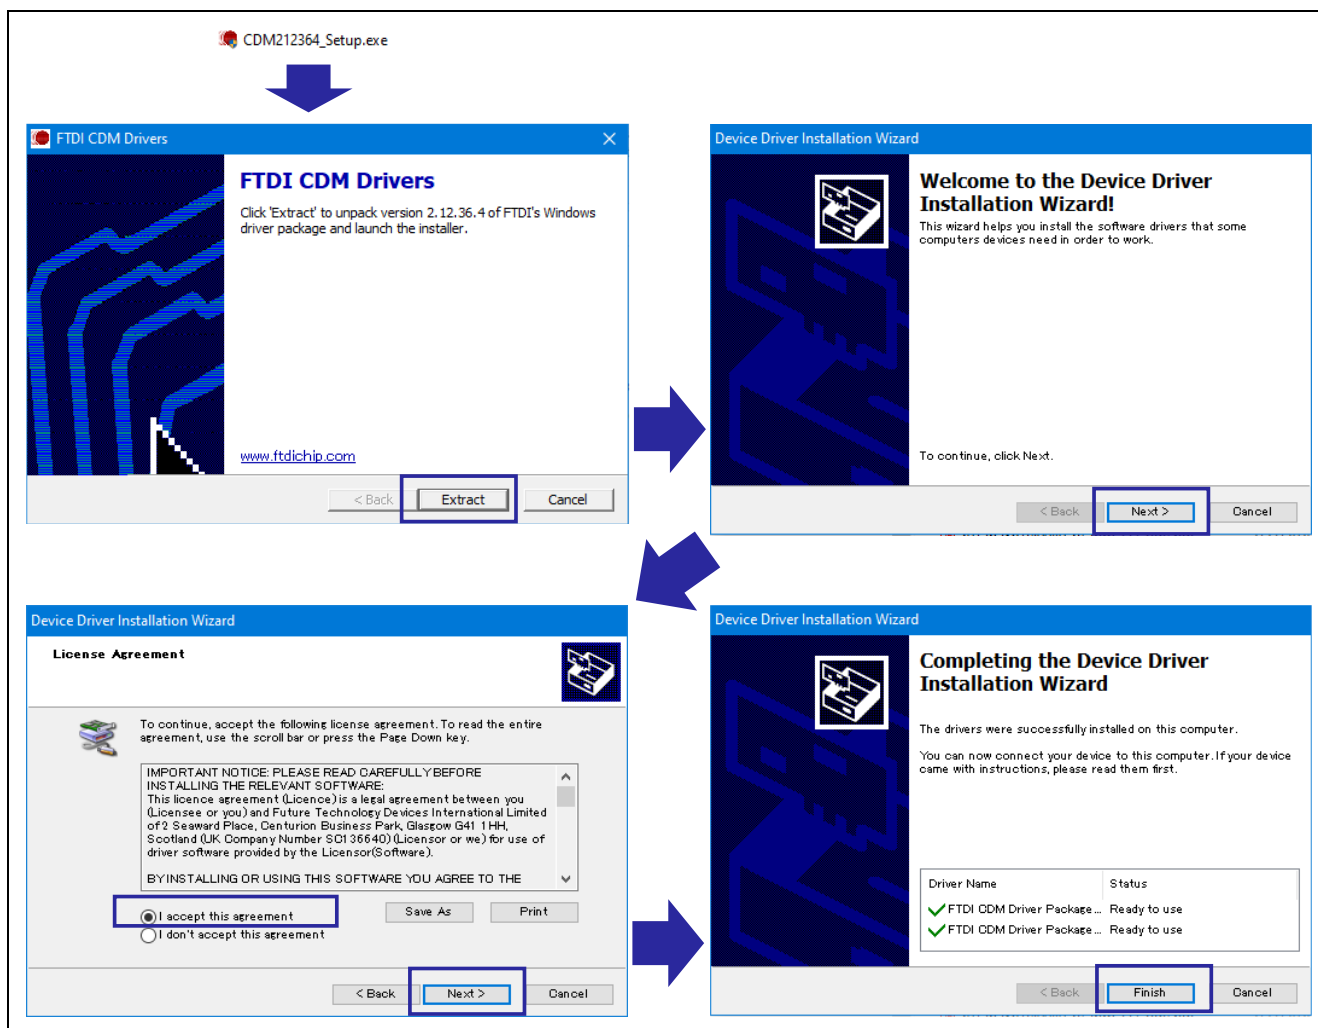 CDM212364_Setup.exe
FTDI CDM Drivers
FTDI CDM Drivers
Click 'Extract' to unpack version 2.12.36.4 of FTDI's Windows
driver package and launch the installer.
www.ftdichip.com
< Back
Extract
Cancel
Device Driver Installation Wizard
Welcome to the Device Driver
Installation Wizard!
This wizard helps you install the software drivers that some
computers devices need in order to work.
To continue, click Next.
< Back
Next >
Cancel
Device Driver Installation Wizard
License Agreement
To continue, accept the following license agreement. To read the entire
agreement, use the scroll bar or press the Page Down key.
IMPORTANT NOTICE: PLEASE READ CAREFULLY BEFORE
INSTALLING THE RELEVANT SOFTWARE:
This licence agreement (Licence) is a legal agreement between you
(Licensee or you) and Future Technology Devices International Limited
of 2 Seaward Place, Centurion Business Park, Glasgow G41 1HH,
Scotland (UK Company Number SC136640) (Licensor or we) for use of
driver software provided by the Licensor(Software).
BY INSTALLING OR USING THIS SOFTWARE YOU AGREE TO THE
I accept this agreement
Save As
Print
I don't accept this agreement
< Back
Next >
Cancel
Device Driver Installation Wizard
Completing the Device Driver
Installation Wizard
The drivers were successfully installed on this computer.
You can now connect your device to this computer. If your device
came with instructions, please read them first.
Driver Name Status
FTDI CDM Driver Package ... Ready to use
FTDI CDM Driver Package ... Ready to use
< Back
Finish
Cancel